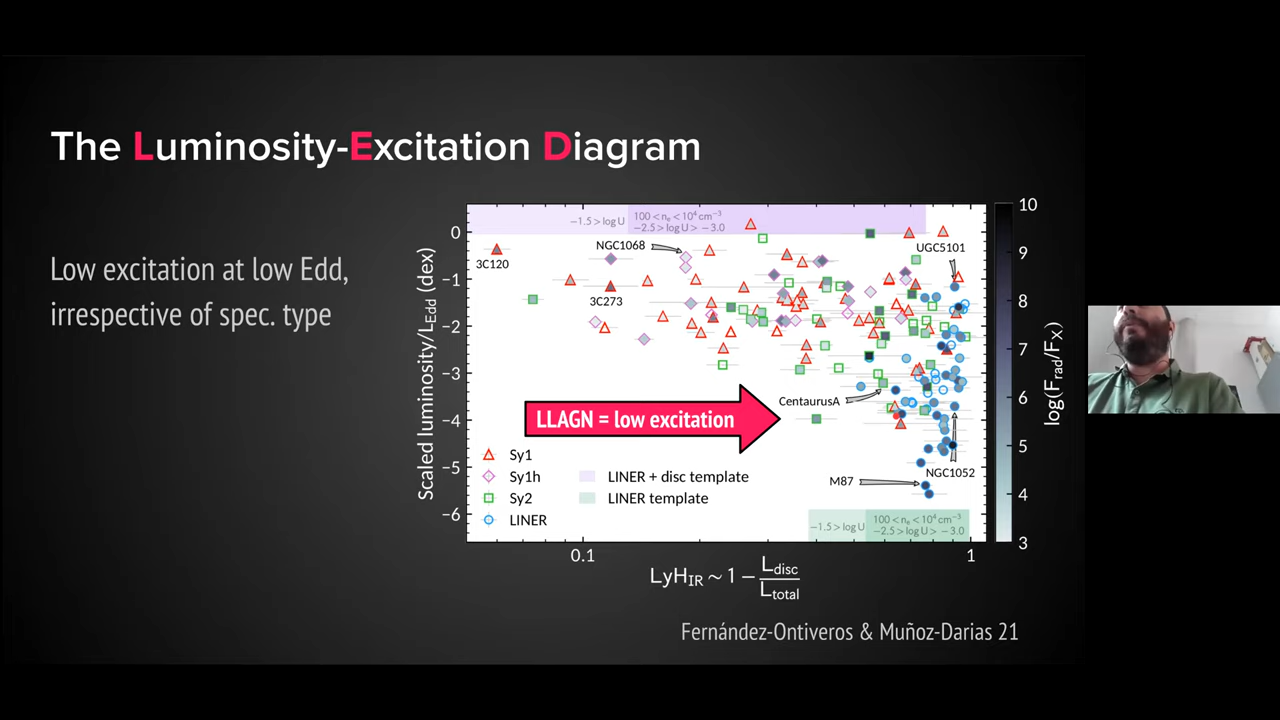 The Luminosity-Excitation Diagram
Low excitation at low Edd,
irrespective of spec. type
Scaled luminosity/L_Edd (dex)
0
−1
−2
−3
−4
−5
−6
−1.5 > log U
100 < n_e < 10⁴ cm⁻³
−2.5 > log U > −3.0
3C120
NGC1068
3C273
UGC5101
CentaurusA
LLAGN = low excitation
M87
NGC1052
Sy1
Sy1h
Sy2
LINER
LINER + disc template
LINER template
−1.5 > log U
100 < n_e < 10⁴ cm⁻³
−2.5 > log U > −3.0
0.1
1
LyH_IR ~ 1 − L_disc / L_total
10
9
8
7
6
5
4
3
log(F_rad/F_X)
Fernández-Ontiveros & Muñoz-Darias 21